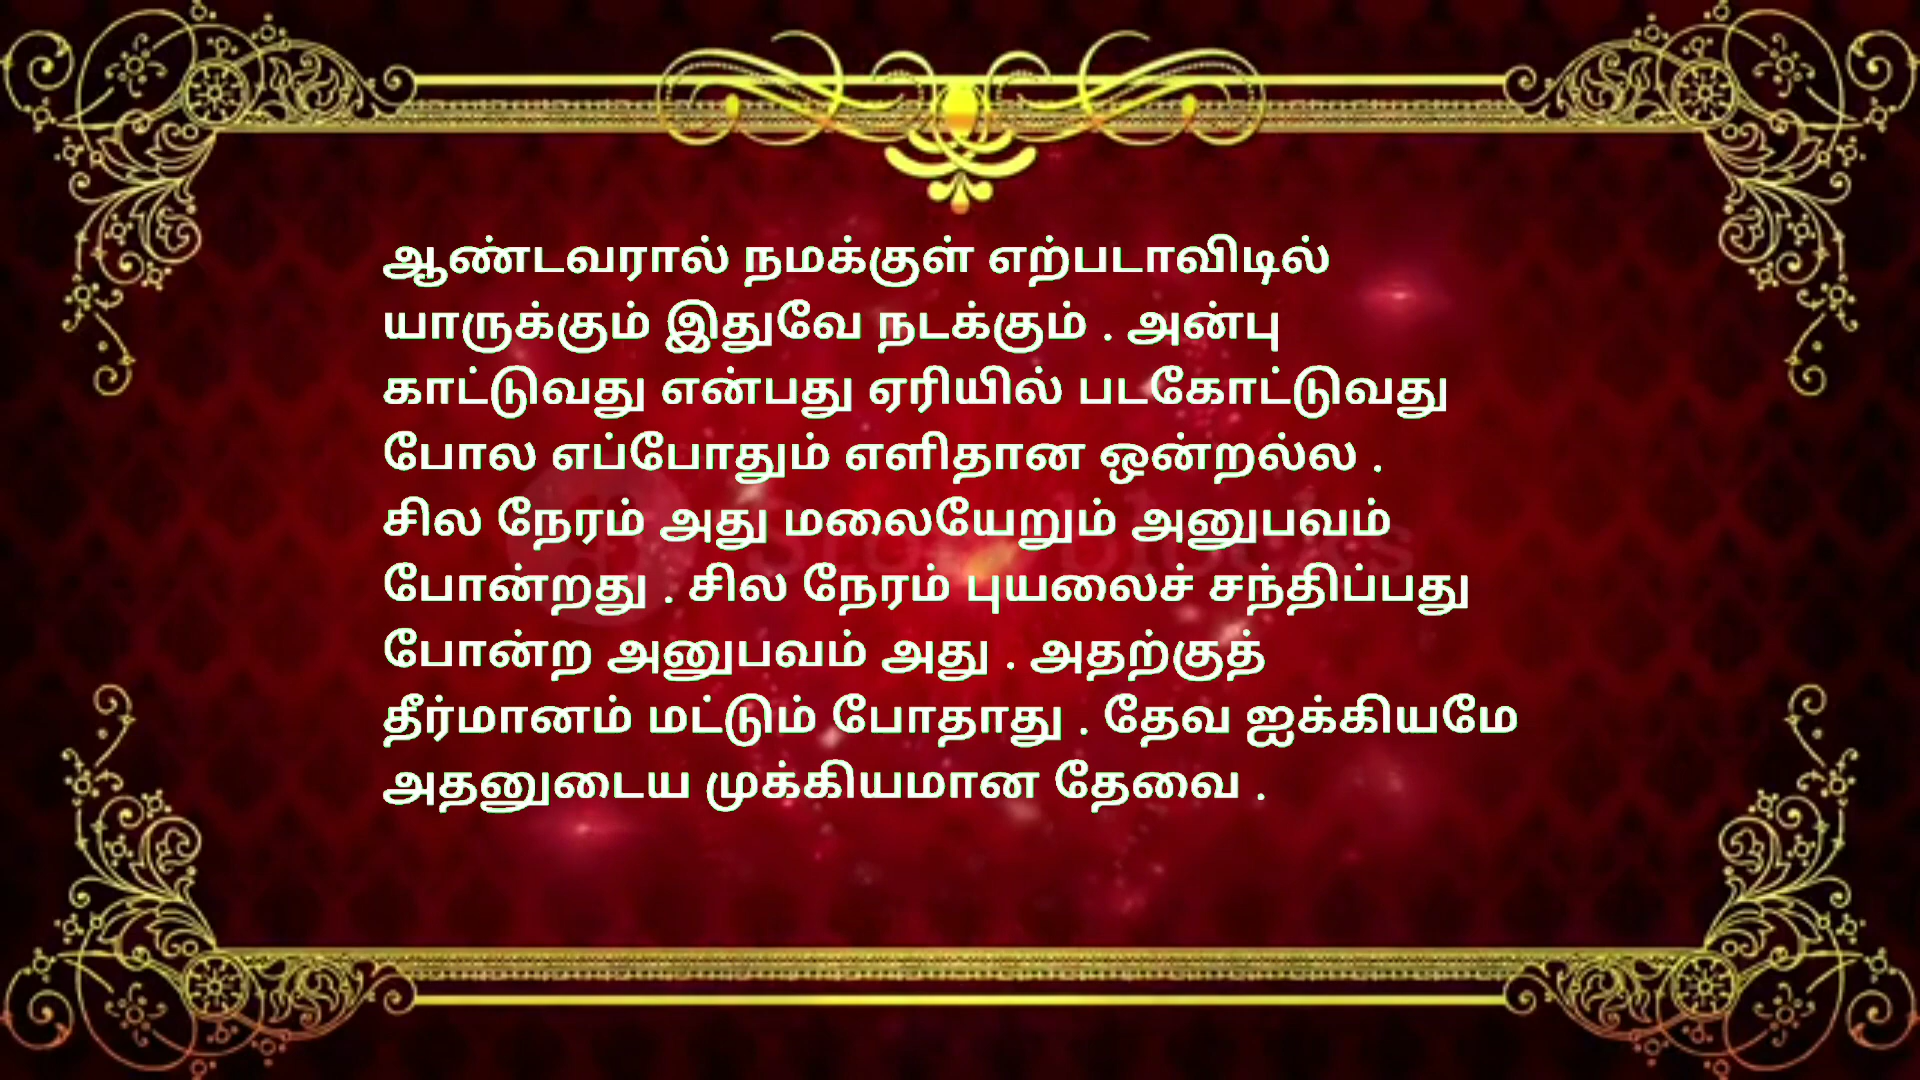 ஆண்டவரால் நமக்குள் எற்படாவிடில்
யாருக்கும் இதுவே நடக்கும் . அன்பு
காட்டுவது என்பது ஏரியில் படகோட்டுவது
போல எப்போதும் எளிதான ஒன்றல்ல .
சில நேரம் அது மலையேறும் அனுபவம்
போன்றது . சில நேரம் புயலைச் சந்திப்பது
போன்ற அனுபவம் அது . அதற்குத்
தீர்மானம் மட்டும் போதாது . தேவ ஐக்கியமே
அதனுடைய முக்கியமான தேவை .